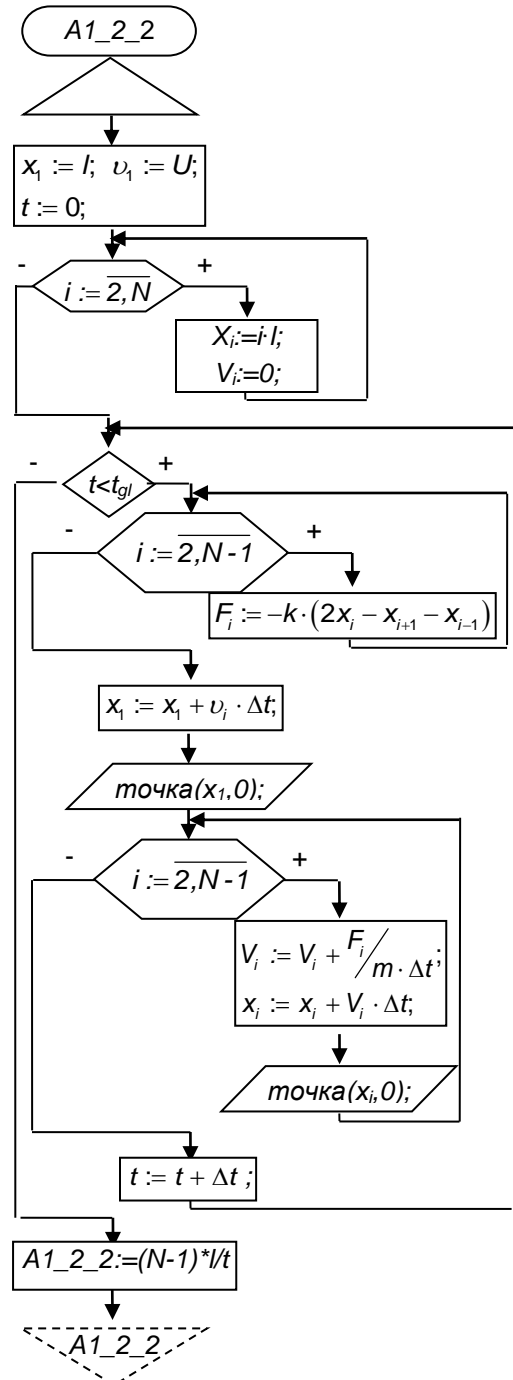 A1_2_2
x₁ := l; υ₁ := U;
t := 0;
- +
i := 2,N
Xᵢ:=i·l;
Vᵢ:=0;
- +
t<t_gl
- +
i := 2,N-1
Fᵢ := -k·(2xᵢ - xᵢ₊₁ - xᵢ₋₁)
x₁ := x₁ + υᵢ · Δt;
точка(x₁,0);
- +
i := 2,N-1
Vᵢ := Vᵢ + Fᵢ/m · Δt;
xᵢ := xᵢ + Vᵢ · Δt;
точка(xᵢ,0);
t := t + Δt ;
A1_2_2:=(N-1)*l/t
A1_2_2